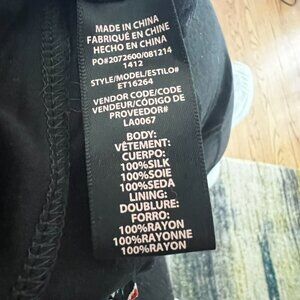 MADE IN CHINA
FABRIQUÉ EN CHINE
HECHO EN CHINA
PO#2072600/081214
1412
STYLE/MODEL/ESTILO#
ET16264
VENDOR CODE/CODE
VENDEUR/CÓDIGO DE
PROVEEDOR#
LA0067
BODY:
VÊTEMENT:
CUERPO:
100%SILK
100%SOIE
100%SEDA
LINING:
DOUBLURE:
FORRO:
100%RAYON
100%RAYONNE
100%RAYON